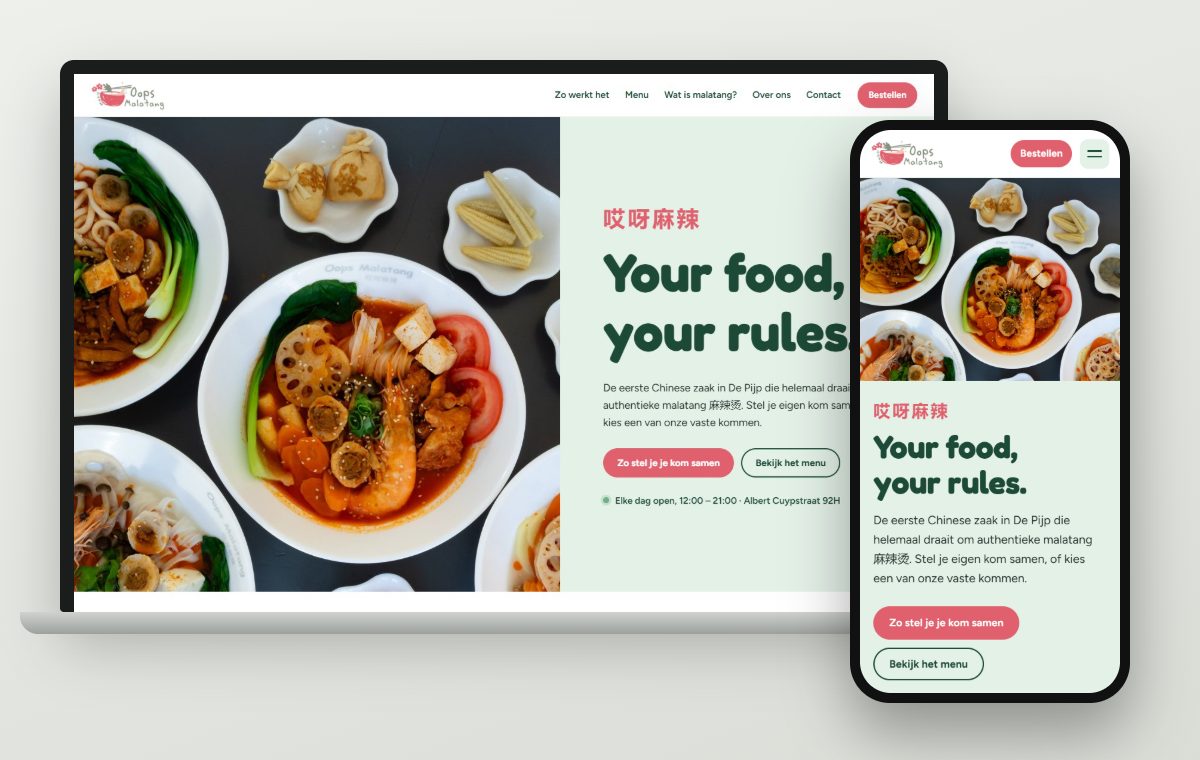 Oops
Malatang
Zo werkt het
Menu
Wat is malatang?
Over ons
Contact
Bestellen
Oops Malatang
哎呀麻辣
Your food,
your rules.
De eerste Chinese zaak in De Pijp die helemaal draai
authentieke malatang 麻辣烫. Stel je eigen kom sam
kies een van onze vaste kommen.
Zo stel je je kom samen
Bekijk het menu
Elke dag open, 12:00 – 21:00 · Albert Cuypstraat 92H
Oops
Malatang
Bestellen
哎呀麻辣
Your food,
your rules.
De eerste Chinese zaak in De Pijp die
helemaal draait om authentieke malatang
麻辣烫. Stel je eigen kom samen, of kies
een van onze vaste kommen.
Zo stel je je kom samen
Bekijk het menu